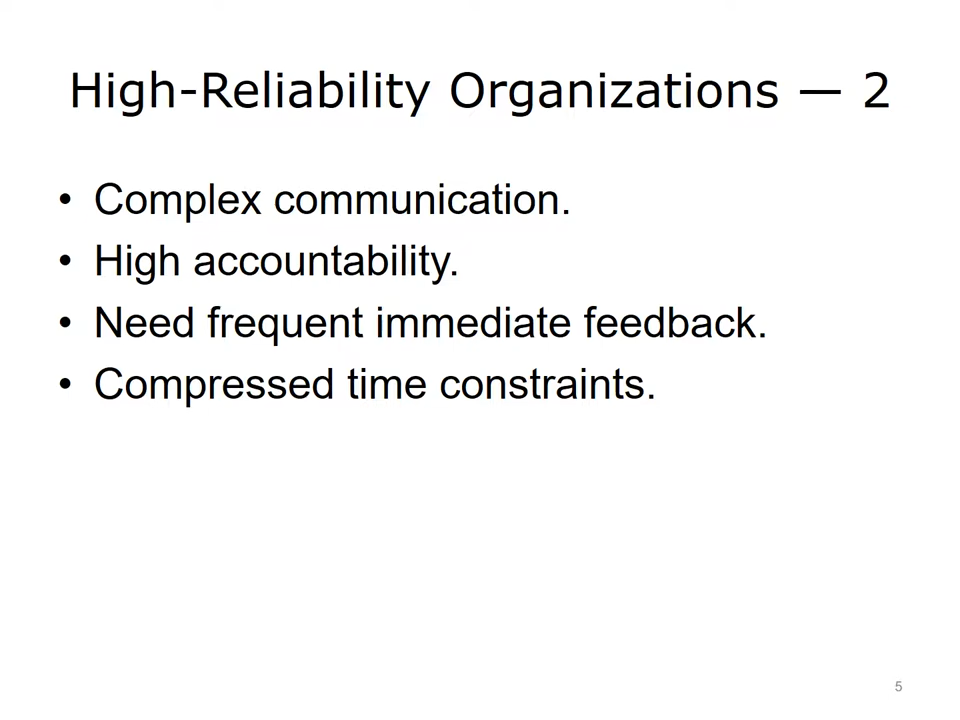 High-Reliability Organizations — 2
• Complex communication.
• High accountability.
• Need frequent immediate feedback.
• Compressed time constraints.
5